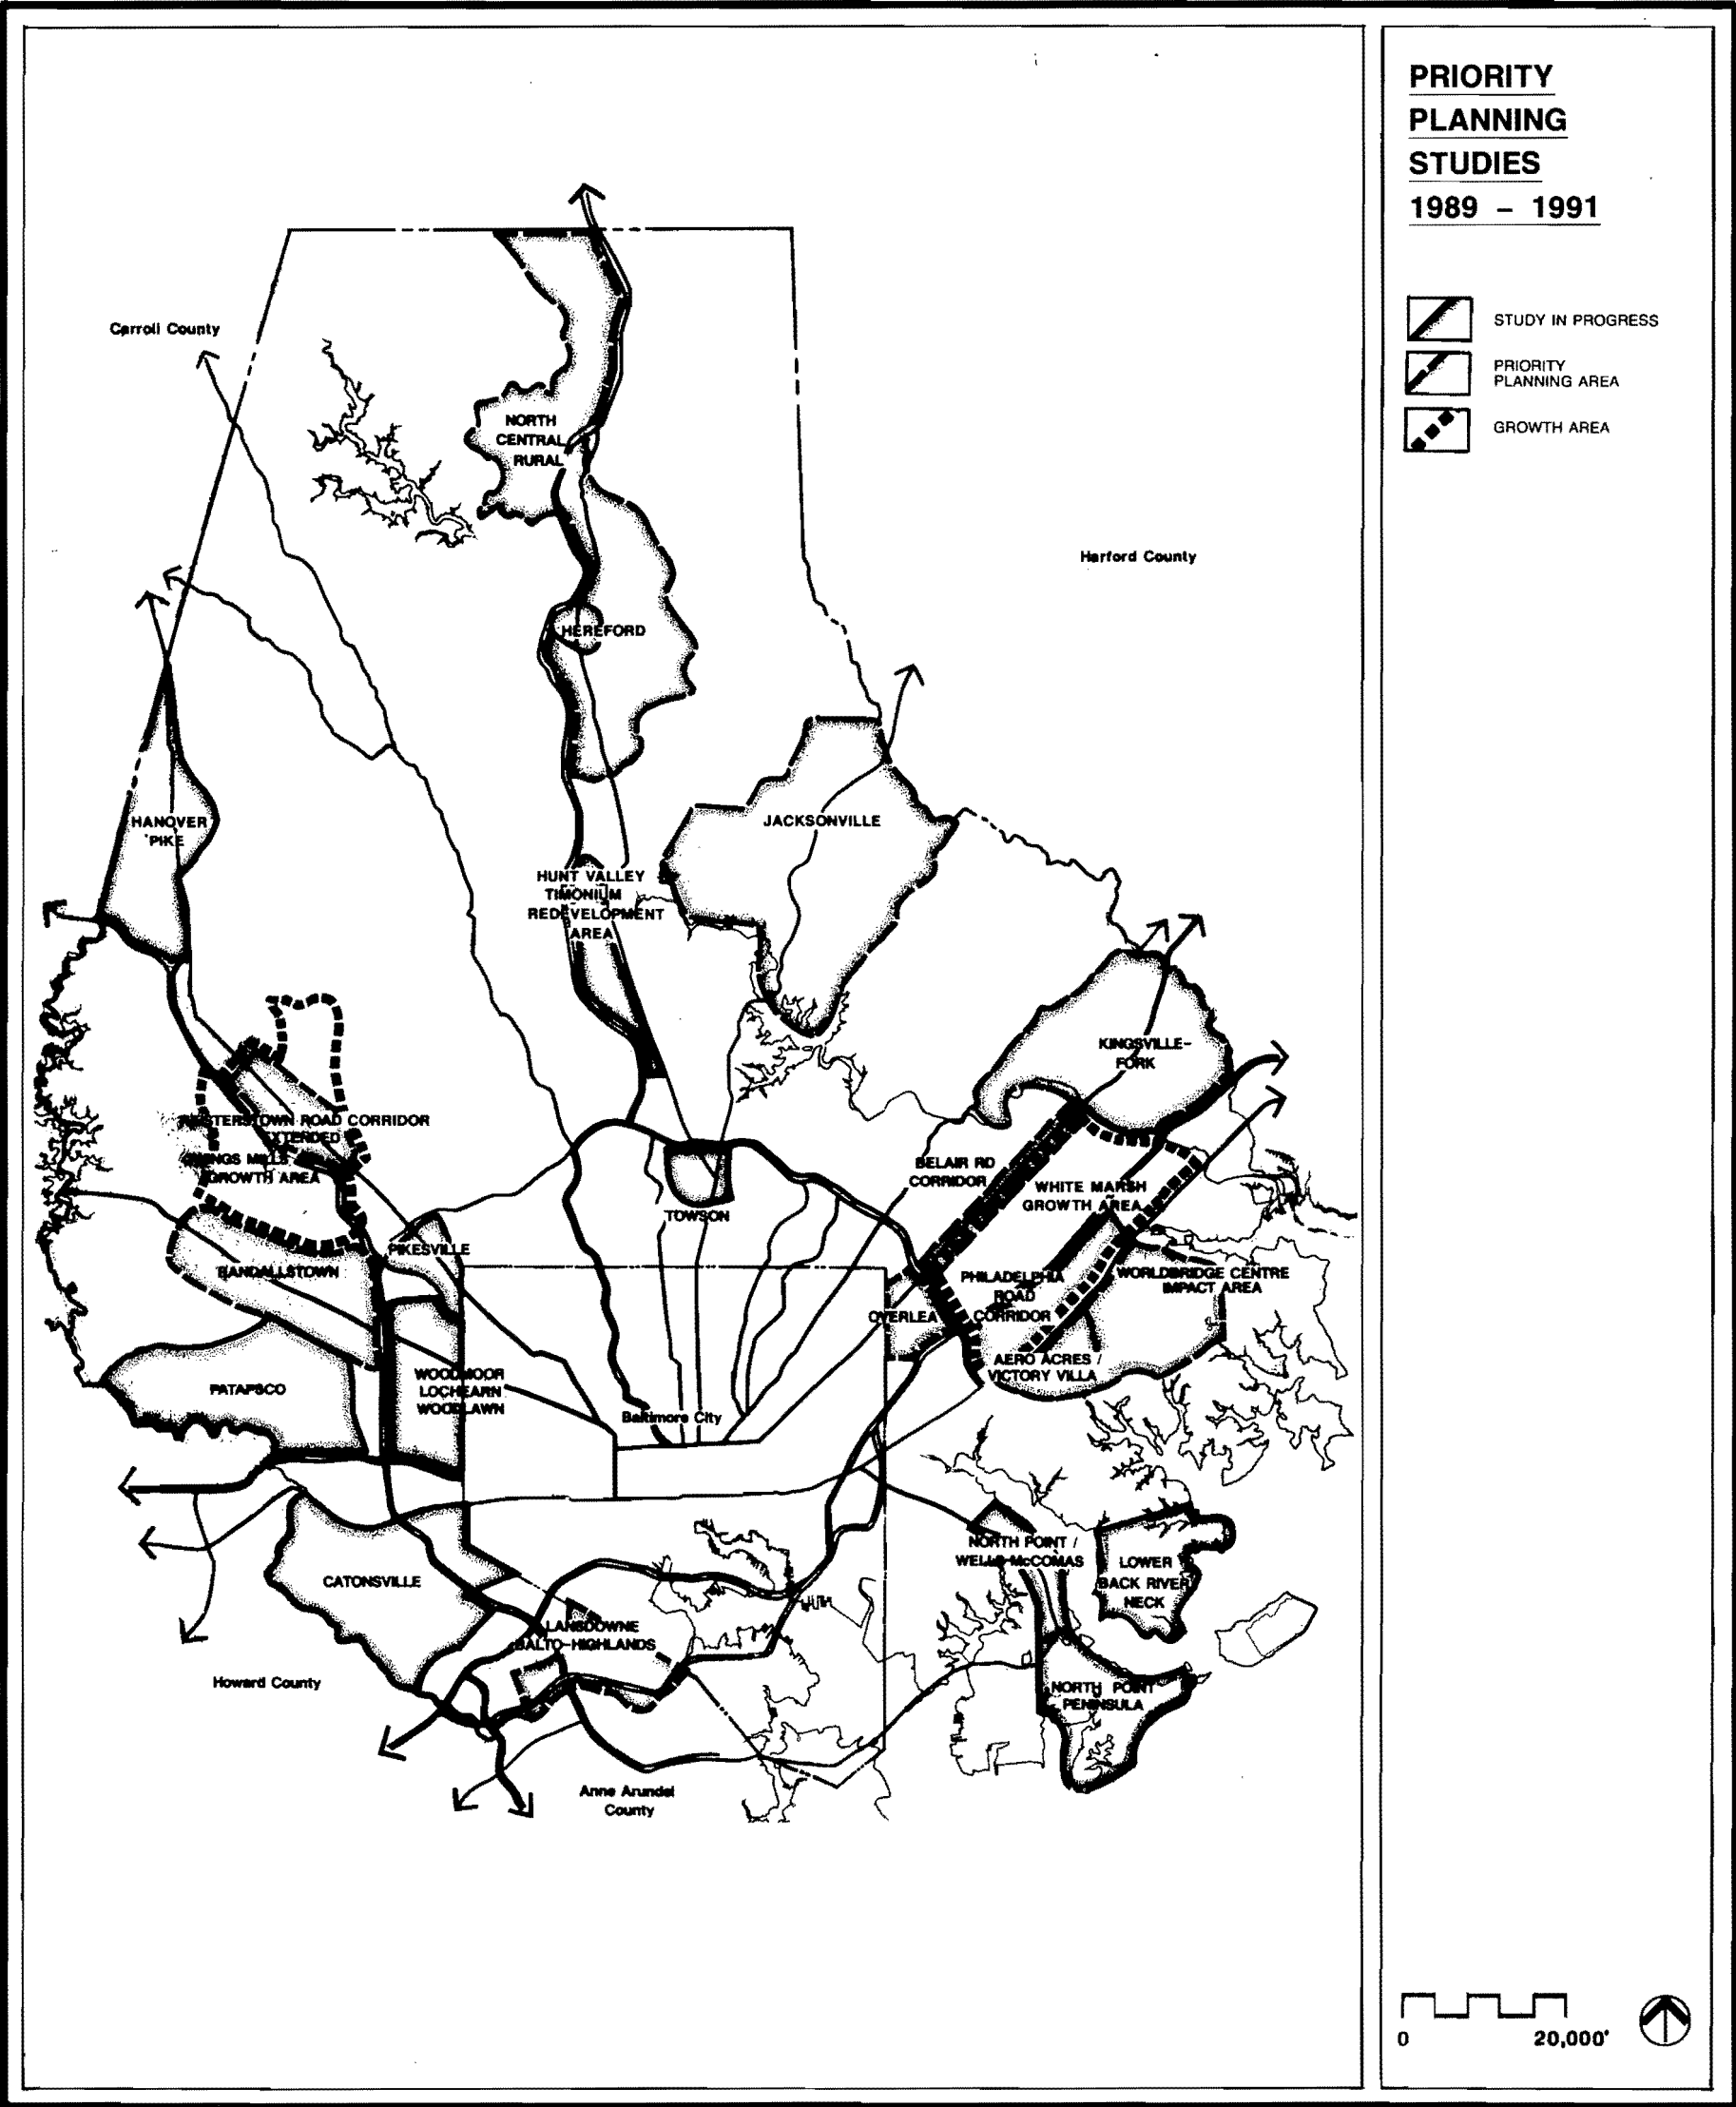 PRIORITY
PLANNING
STUDIES
1989 – 1991
STUDY IN PROGRESS
PRIORITY
PLANNING AREA
GROWTH AREA
Carroll County
NORTH
CENTRAL
RURAL
Harford County
HEREFORD
HANOVER
PIKE
JACKSONVILLE
HUNT VALLEY
TIMONIUM
REDEVELOPMENT
AREA
KINGSVILLE-
FORK
ROAD CORRIDOR
EXTENDED
MILLS
GROWTH AREA
BELAIR RD
CORRIDOR
WHITE MARSH
GROWTH AREA
TOWSON
PIKESVILLE
RANDALLSTOWN
PHILADELPHIA
ROAD
CORRIDOR
WORLDBRIDGE CENTRE
IMPACT AREA
OVERLEA
AERO ACRES /
VICTORY VILLA
PATAPSCO
WOODMOOR
LOCHEARN
WOODLAWN
Baltimore City
NORTH POINT /
WELLS-McCOMAS
LOWER
BACK RIVER
NECK
CATONSVILLE
LANSDOWNE
BALTO-HIGHLANDS
Howard County
NORTH POINT
PENINSULA
Anne Arundel
County
0 20,000'